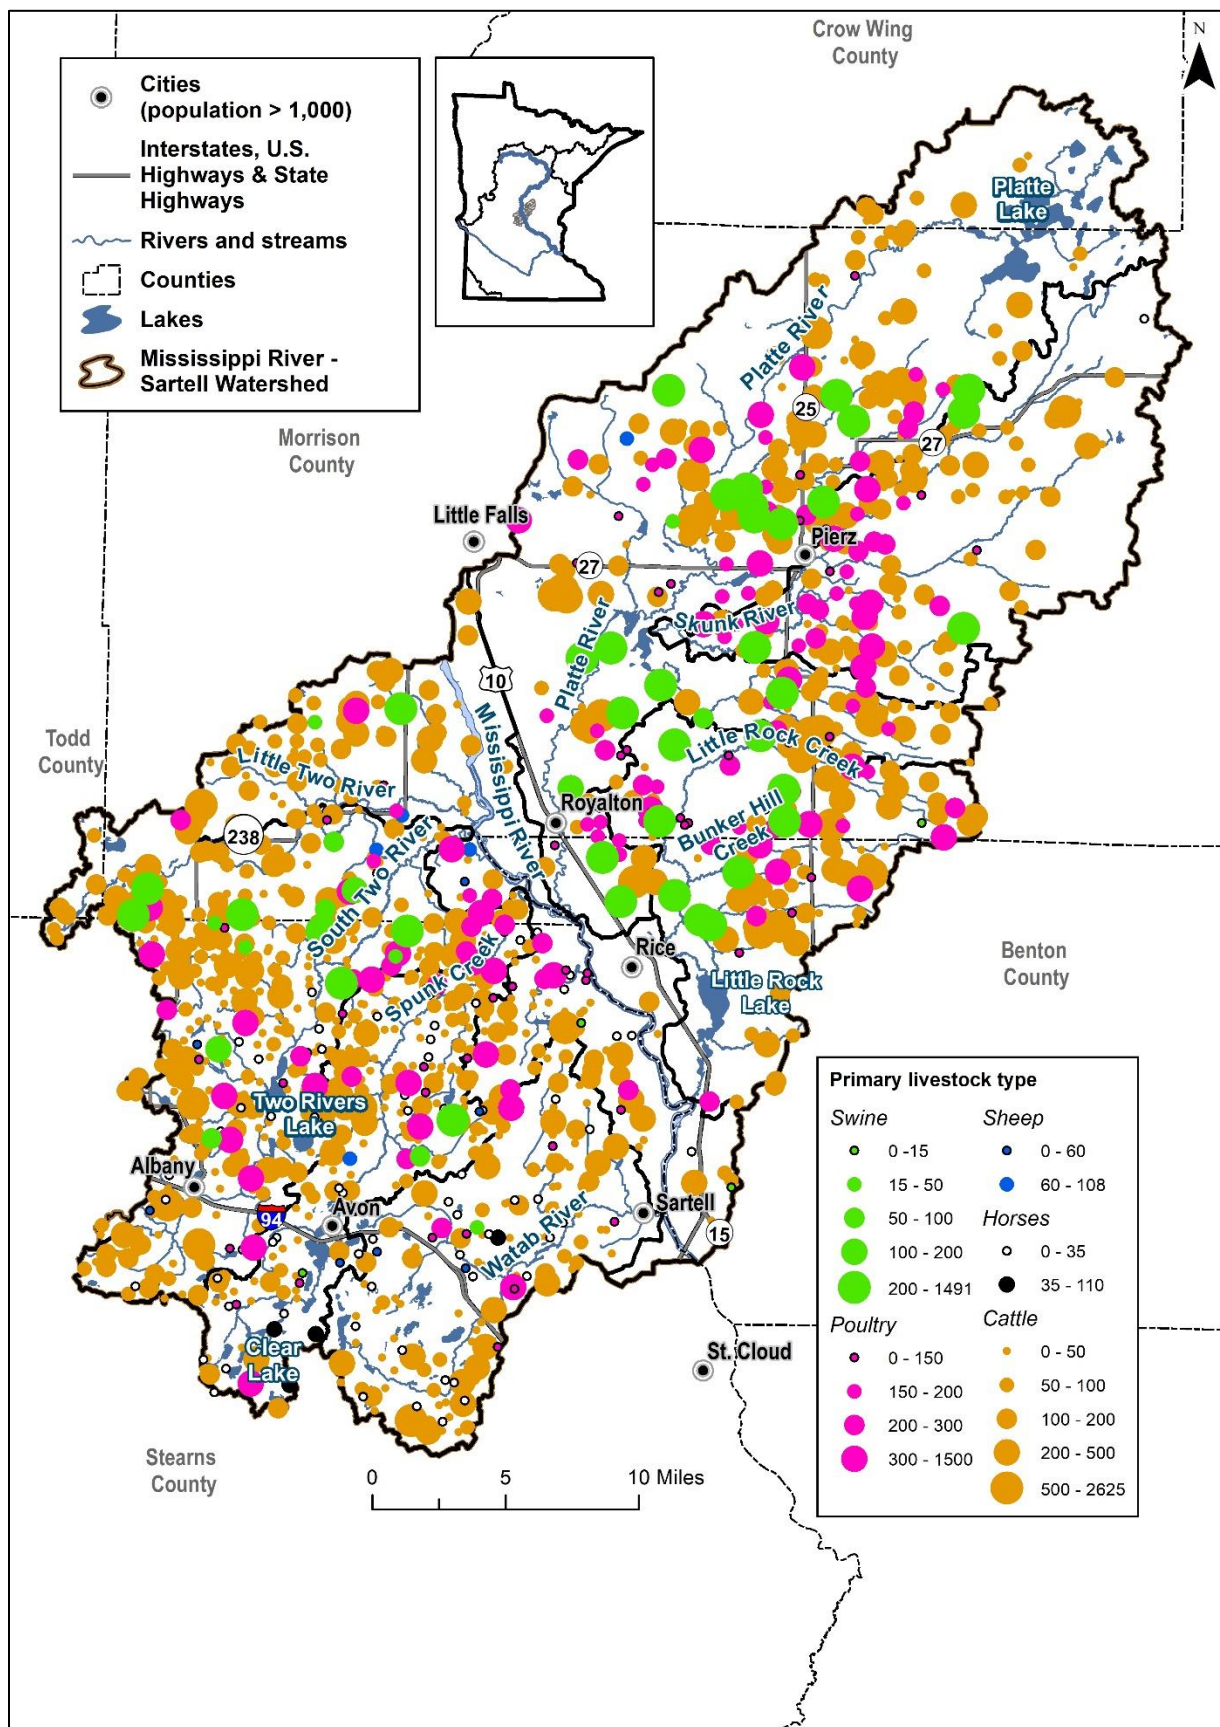 Crow Wing
County
N
Cities
(population > 1,000)
Interstates, U.S.
Highways & State
Highways
Rivers and streams
Counties
Lakes
Mississippi River -
Sartell Watershed
Platte
Lake
Platte River
25
27
Morrison
County
Little Falls
Pierz
27
Skunk River
Platte River
10
Mississippi River
Todd
County
Little Two River
Little Rock Creek
Royalton
238
Bunker Hill
Creek
South Two River
Spunk Creek
Rice
Benton
County
Little Rock
Lake
Two Rivers
Lake
Albany
Avon
94
Watab River
Sartell
15
Clear
Lake
St. Cloud
Stearns
County
0 5 10 Miles
Primary livestock type
Swine
0 -15
15 - 50
50 - 100
100 - 200
200 - 1491
Poultry
0 - 150
150 - 200
200 - 300
300 - 1500
Sheep
0 - 60
60 - 108
Horses
0 - 35
35 - 110
Cattle
0 - 50
50 - 100
100 - 200
200 - 500
500 - 2625